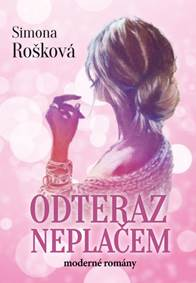 Simona
Rošková
ODTERAZ
NEPLAČEM
moderné romány